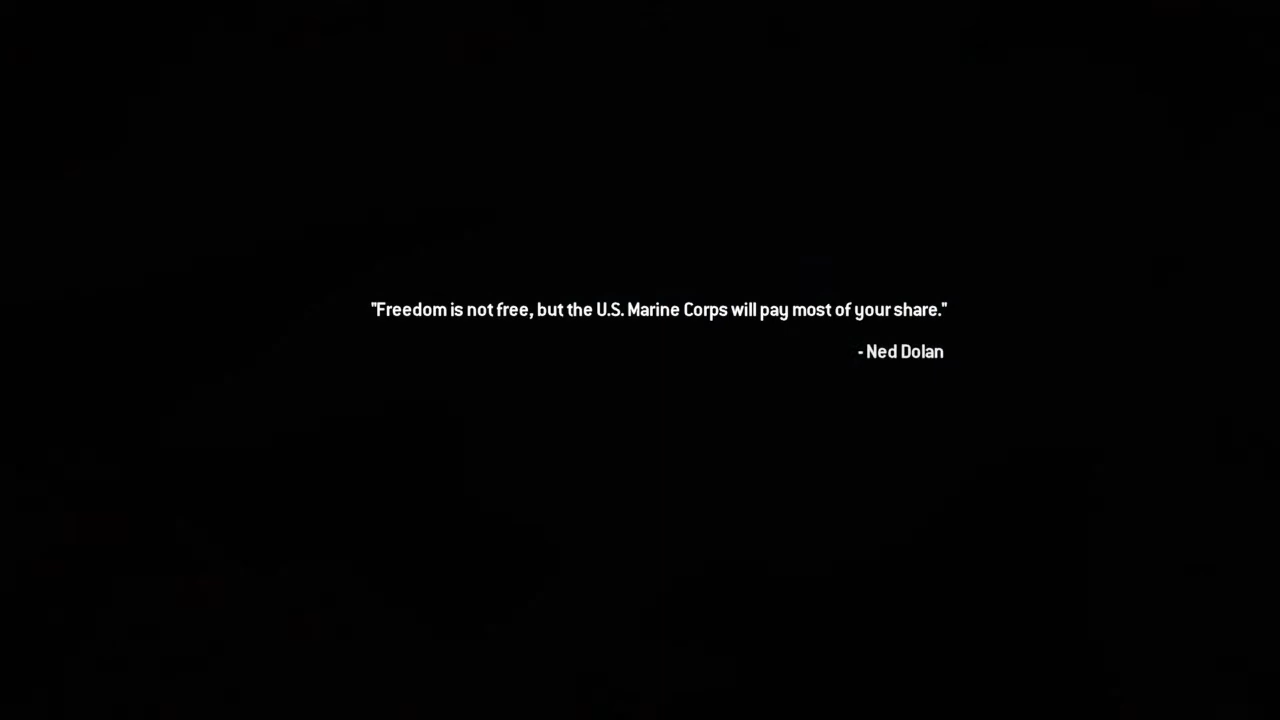 "Freedom is not free, but the U.S. Marine Corps will pay most of your share."
- Ned Dolan